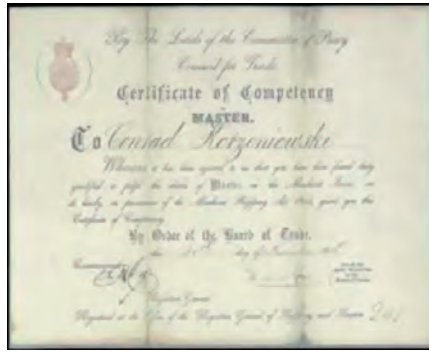 By The Lords of the Committee of Privy
Council for Trade
Certificate of Competency
MASTER.
To Conrad Korzeniowski
Whereas it has been reported to us that you have been found duly
qualified to fulfil the duties of Master in the Merchant Service, we
do hereby in pursuance of the Merchant Shipping Act 1854, grant you this
Certificate of Competency.
By Order of the Board of Trade,
this day of
Registrar General
Registered at the Office of the Registrar General of Shipping and Seamen